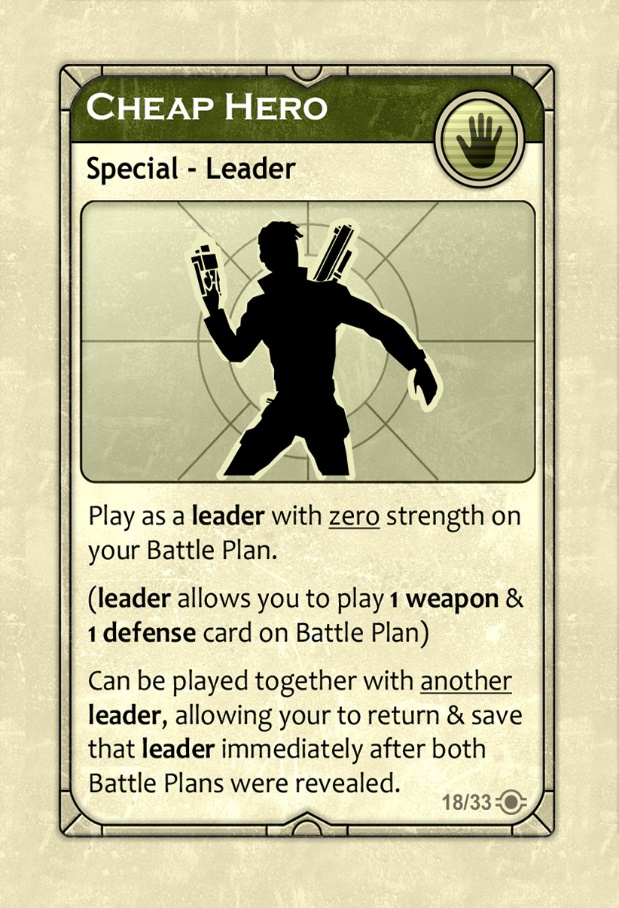 Cheap Hero
Special - Leader
Play as a leader with zero strength on
your Battle Plan.
(leader allows you to play 1 weapon &
1 defense card on Battle Plan)
Can be played together with another
leader, allowing your to return & save
that leader immediately after both
Battle Plans were revealed.
18/33